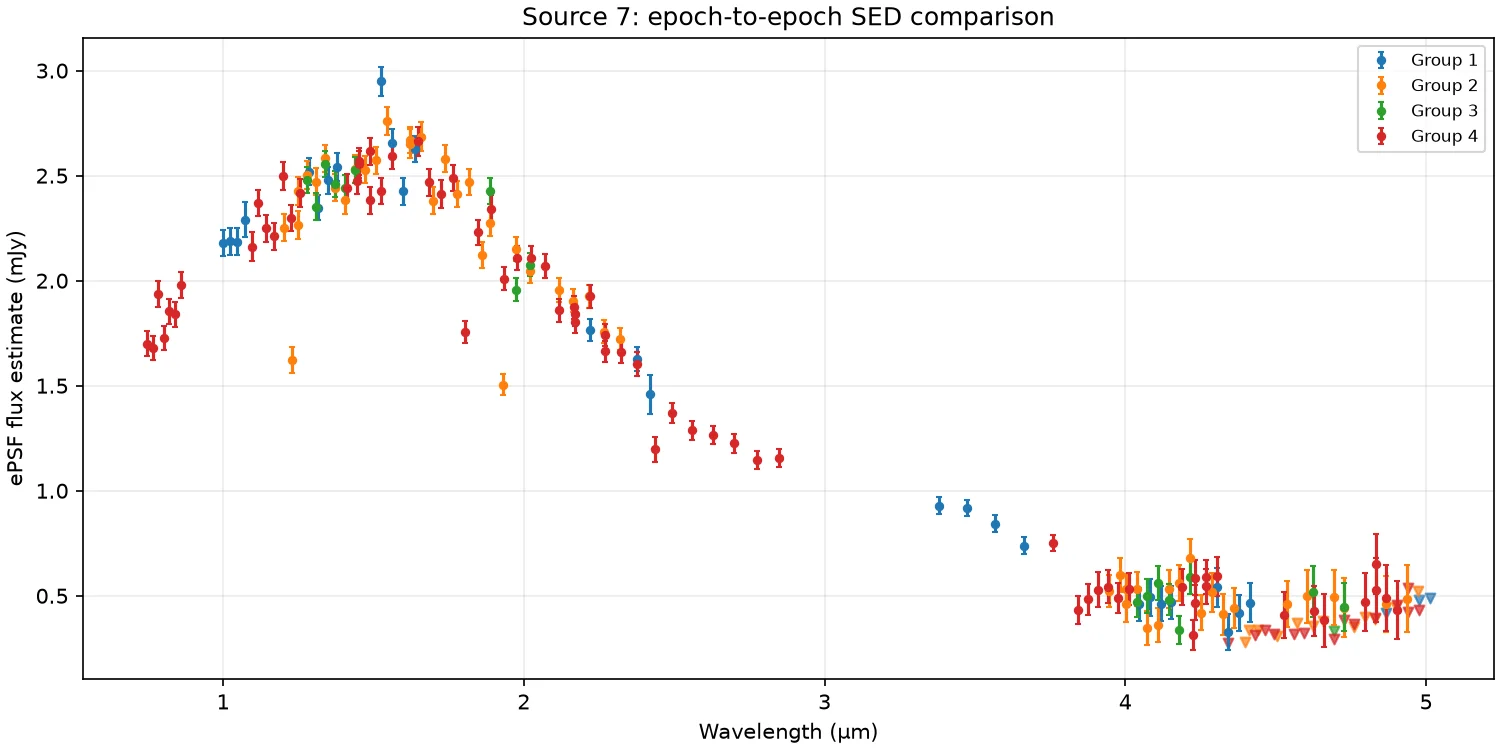 Source 7: epoch-to-epoch SED comparison
Group 1
Group 2
Group 3
Group 4
ePSF flux estimate (mJy)
3.0
2.5
2.0
1.5
1.0
0.5
1 2 3 4 5
Wavelength (μm)